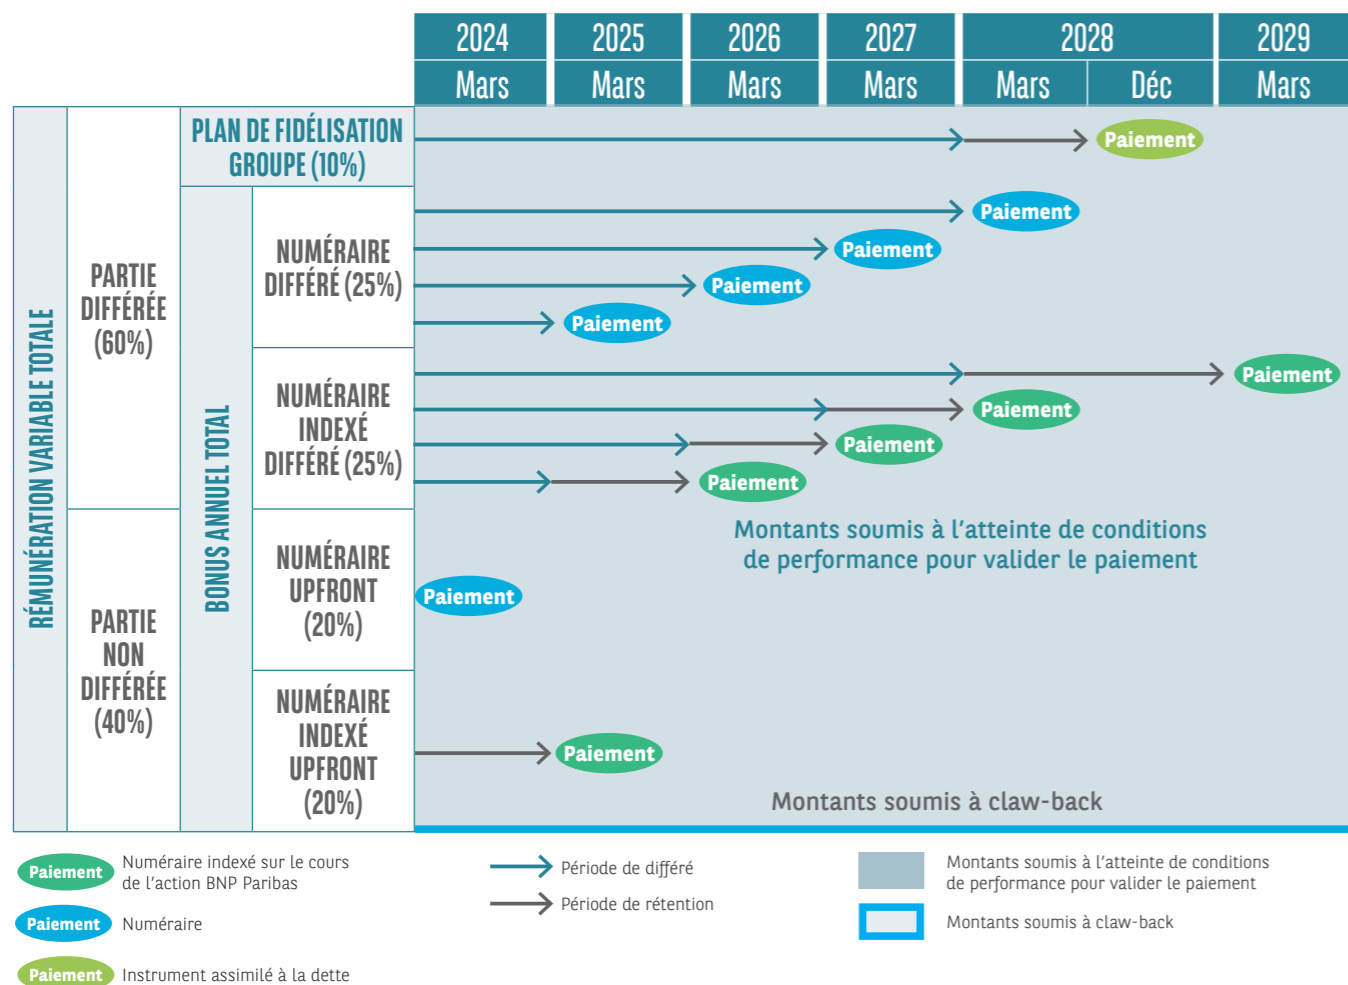 2024 2025 2026 2027 2028 2029
Mars Mars Mars Mars Mars Déc Mars
RÉMUNÉRATION VARIABLE TOTALE
PARTIE
DIFFÉRÉE
(60%)
PARTIE
NON
DIFFÉRÉE
(40%)
PLAN DE FIDÉLISATION
GROUPE (10%)
Paiement
BONUS ANNUEL TOTAL
NUMÉRAIRE
DIFFÉRÉ (25%)
Paiement
Paiement
Paiement
Paiement
NUMÉRAIRE
INDEXÉ
DIFFÉRÉ (25%)
Paiement
Paiement
Paiement
Paiement
Montants soumis à l’atteinte de conditions
de performance pour valider le paiement
NUMÉRAIRE
UPFRONT
(20%)
Paiement
NUMÉRAIRE
INDEXÉ
UPFRONT
(20%)
Paiement
Montants soumis à claw-back
Paiement Numéraire indexé sur le cours
de l’action BNP Paribas
Paiement Numéraire
Paiement Instrument assimilé à la dette
Période de différé
Période de rétention
Montants soumis à l’atteinte de conditions
de performance pour valider le paiement
Montants soumis à claw-back